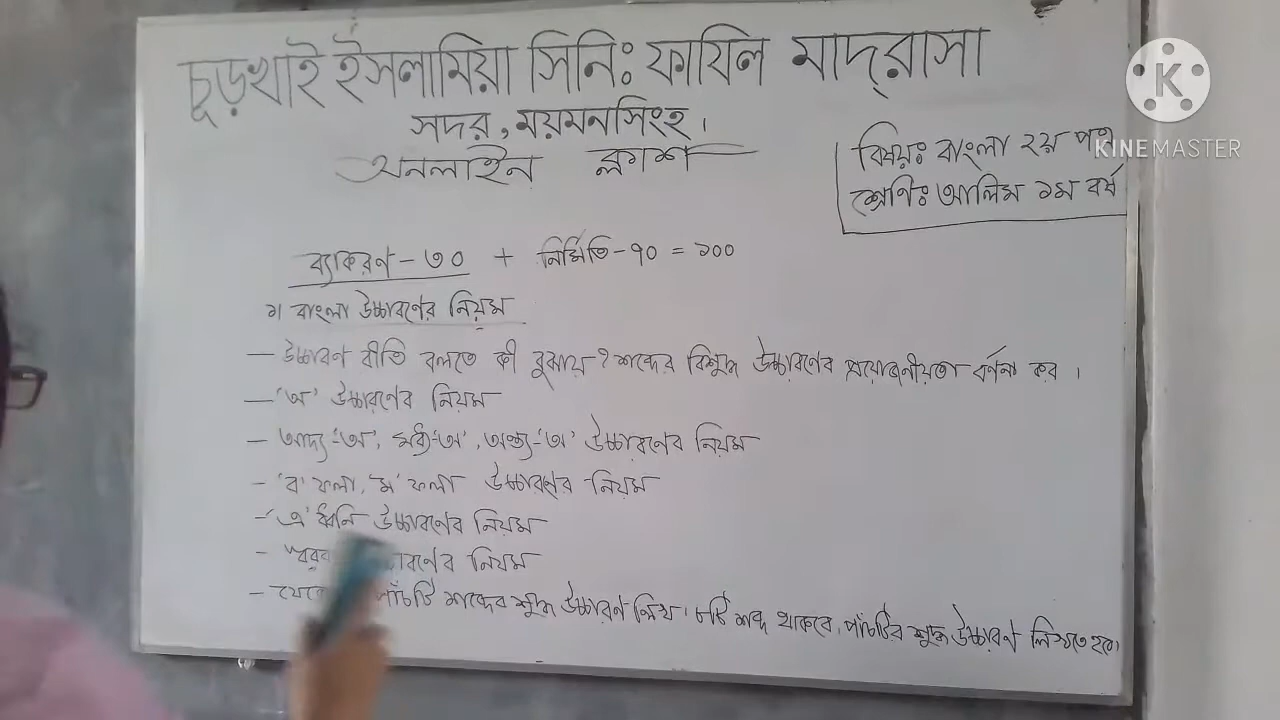 চূড়খাই ইসলামিয়া সিনিঃ ফাযিল মাদ্‌রাসা
সদর, ময়মনসিংহ।
অনলাইন ক্লাশ
বিষয়ঃ বাংলা ২য় পত্র
শ্রেণিঃ আলিম ১ম বর্ষ
KINEMASTER
ব্যাকরণ - ৩০ + নির্মিতি - ৭০ = ১০০
১। বাংলা উচ্চারণের নিয়ম
— উচ্চারণ রীতি বলতে কী বুঝায়? শব্দের বিশুদ্ধ উচ্চারণের প্রয়োজনীয়তা বর্ণনা কর।
— 'অ' উচ্চারণের নিয়ম
— আদ্য-'অ', মধ্য-'অ', অন্ত্য-'অ' উচ্চারণের নিয়ম
- 'ব' ফলা, 'ম' ফলা উচ্চারণের নিয়ম
- 'এ' ধ্বনি উচ্চারণের নিয়ম
- নিয়ম
- পাঁচটি শব্দের শুদ্ধ উচ্চারণ লিখ। ৮টি শব্দ থাকবে, পাঁচটির শুদ্ধ উচ্চারণ লিখতে হবে।